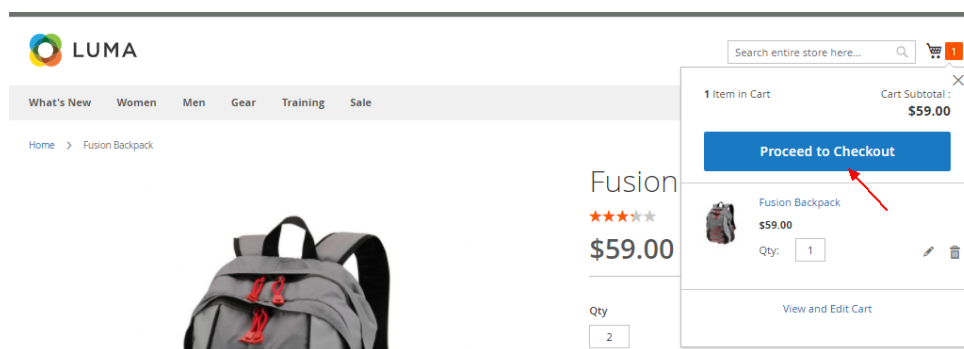 LUMA
Search entire store here...
1
What's New Women Men Gear Training Sale
Home > Fusion Backpack
1 Item in Cart
Cart Subtotal :
$59.00
Proceed to Checkout
Fusion Backpack
$59.00
Qty: 1
View and Edit Cart
Fusion
$59.00
Qty
2